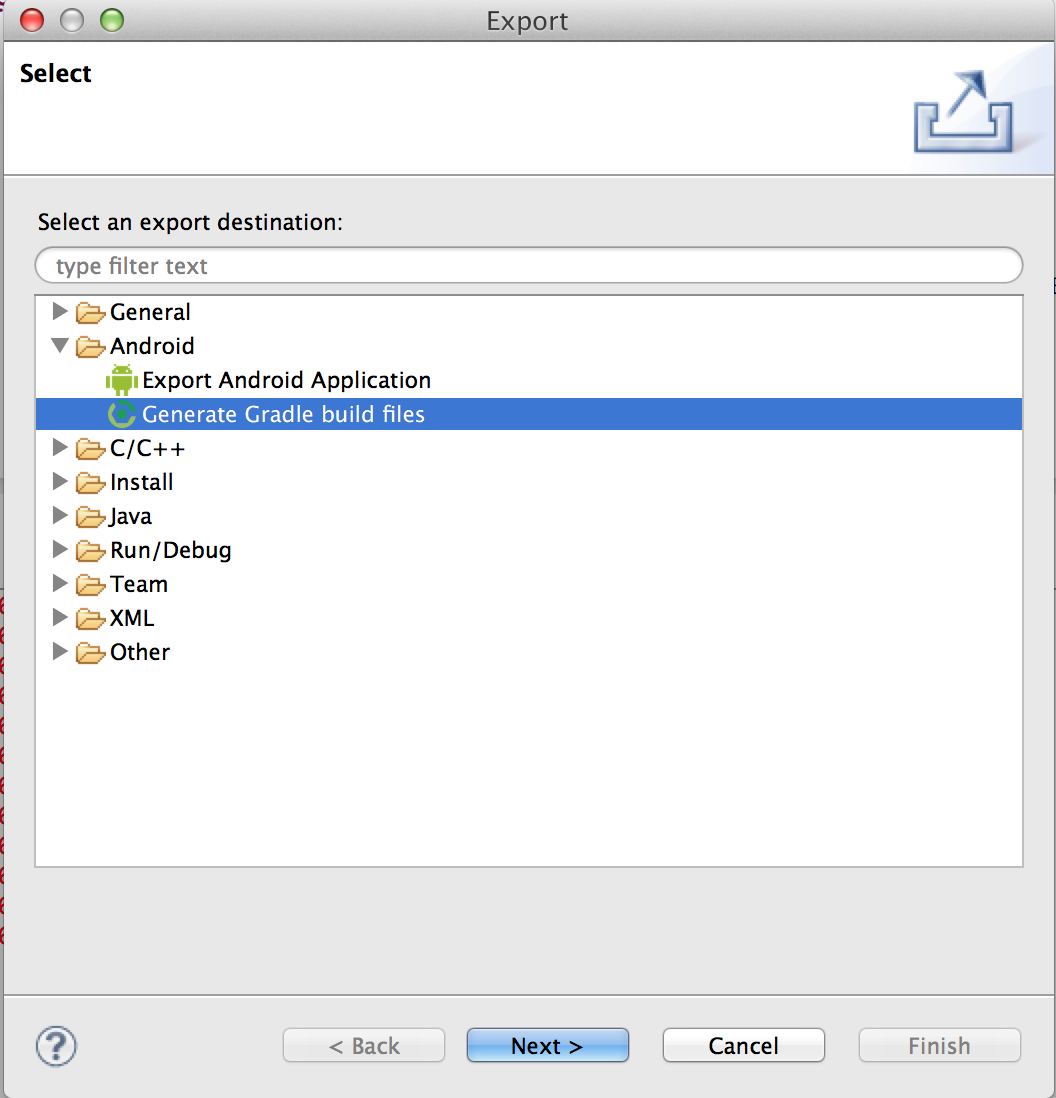 Export
Select
Select an export destination:
type filter text
General
Android
Export Android Application
Generate Gradle build files
C/C++
Install
Java
Run/Debug
Team
XML
Other
?
< Back
Next >
Cancel
Finish